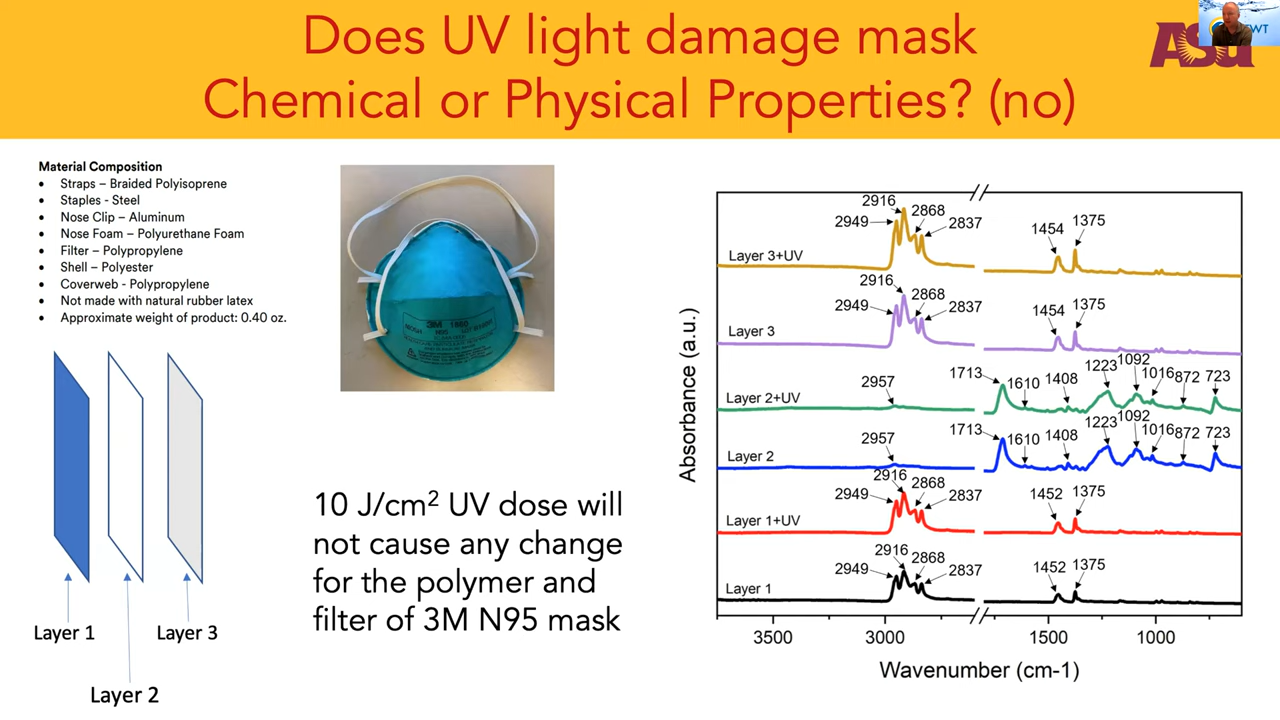 Does UV light damage mask
Chemical or Physical Properties? (no)
ASU
WT
Material Composition
• Straps – Braided Polyisoprene
• Staples - Steel
• Nose Clip – Aluminum
• Nose Foam – Polyurethane Foam
• Filter – Polypropylene
• Shell – Polyester
• Coverweb - Polypropylene
• Not made with natural rubber latex
• Approximate weight of product: 0.40 oz.
3M 1860
NIOSH N95
Layer 1
Layer 2
Layer 3
10 J/cm² UV dose will
not cause any change
for the polymer and
filter of 3M N95 mask
Absorbance (a.u.)
Layer 3+UV
2949 2916 2868 2837 1454 1375
Layer 3
2949 2916 2868 2837 1454 1375
Layer 2+UV
2957 1713 1610 1408 1223 1092 1016 872 723
Layer 2
2957 1713 1610 1408 1223 1092 1016 872 723
Layer 1+UV
2949 2916 2868 2837 1452 1375
Layer 1
2949 2916 2868 2837 1452 1375
3500 3000 1500 1000
Wavenumber (cm-1)